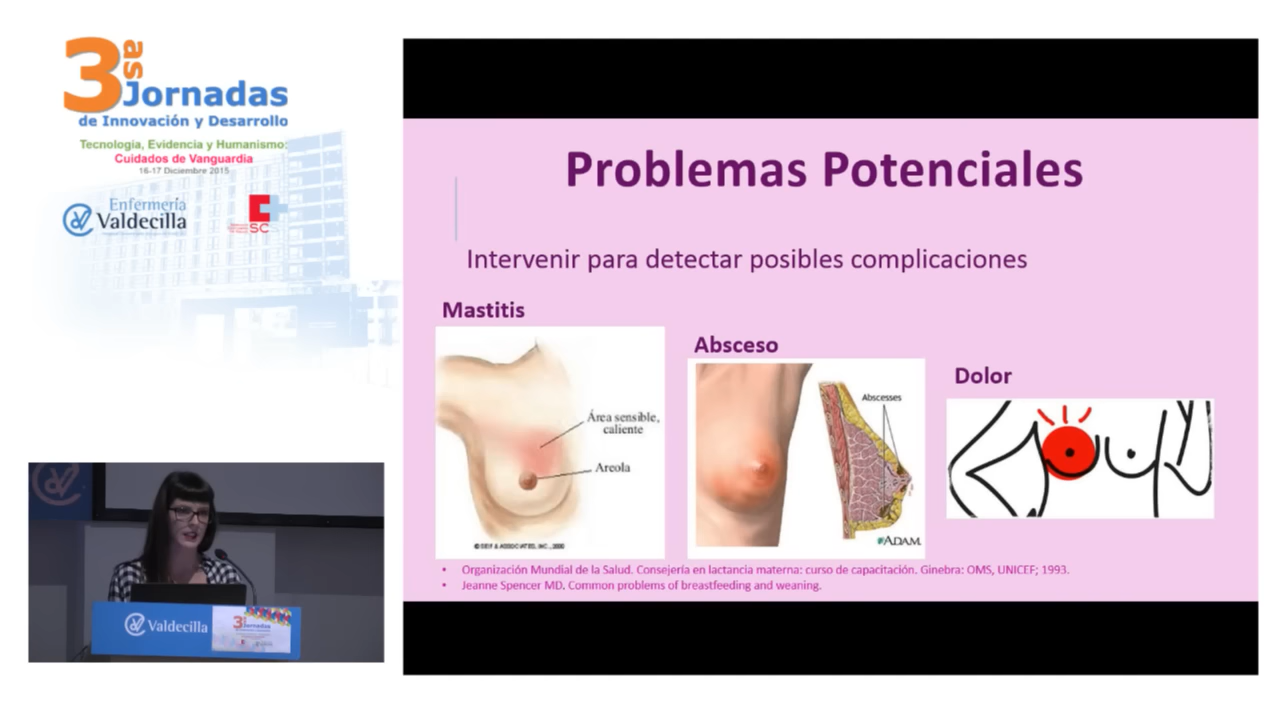 3as Jornadas
de Innovación y Desarrollo
Tecnología, Evidencia y Humanismo:
Cuidados de Vanguardia
16-17 Diciembre 2015
Enfermería
Valdecilla
SC
Problemas Potenciales
Intervenir para detectar posibles complicaciones
Mastitis
Área sensible,
caliente
Areola
Absceso
Abscesses
ADAM.
Dolor
• Organización Mundial de la Salud. Consejería en lactancia materna: curso de capacitación. Ginebra: OMS, UNICEF; 1993.
• Jeanne Spencer MD. Common problems of breastfeeding and weaning.
Valdecilla
3as Jornadas